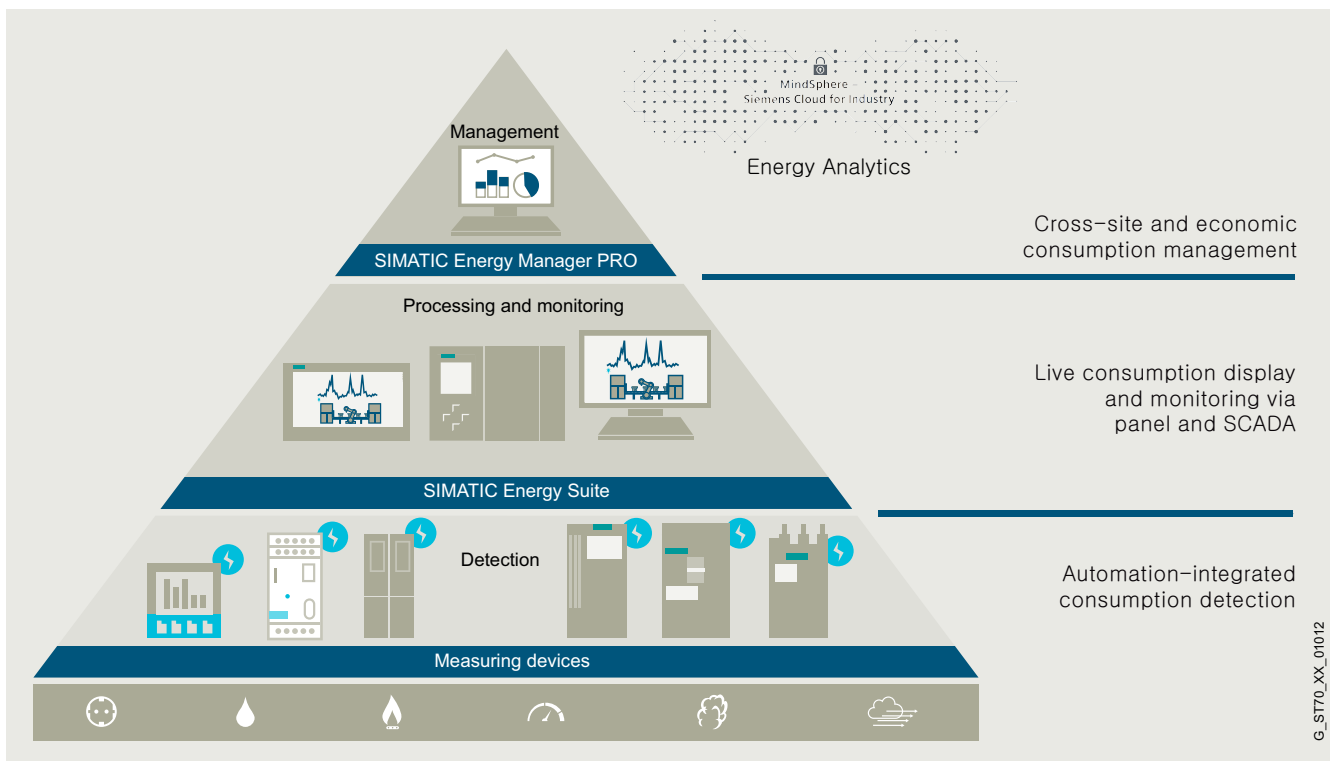 MindSphere –
Siemens Cloud for Industry
Energy Analytics
Management
SIMATIC Energy Manager PRO
Cross-site and economic
consumption management
Processing and monitoring
Live consumption display
and monitoring via
panel and SCADA
SIMATIC Energy Suite
Detection
Automation-integrated
consumption detection
Measuring devices
G_ST70_XX_01012